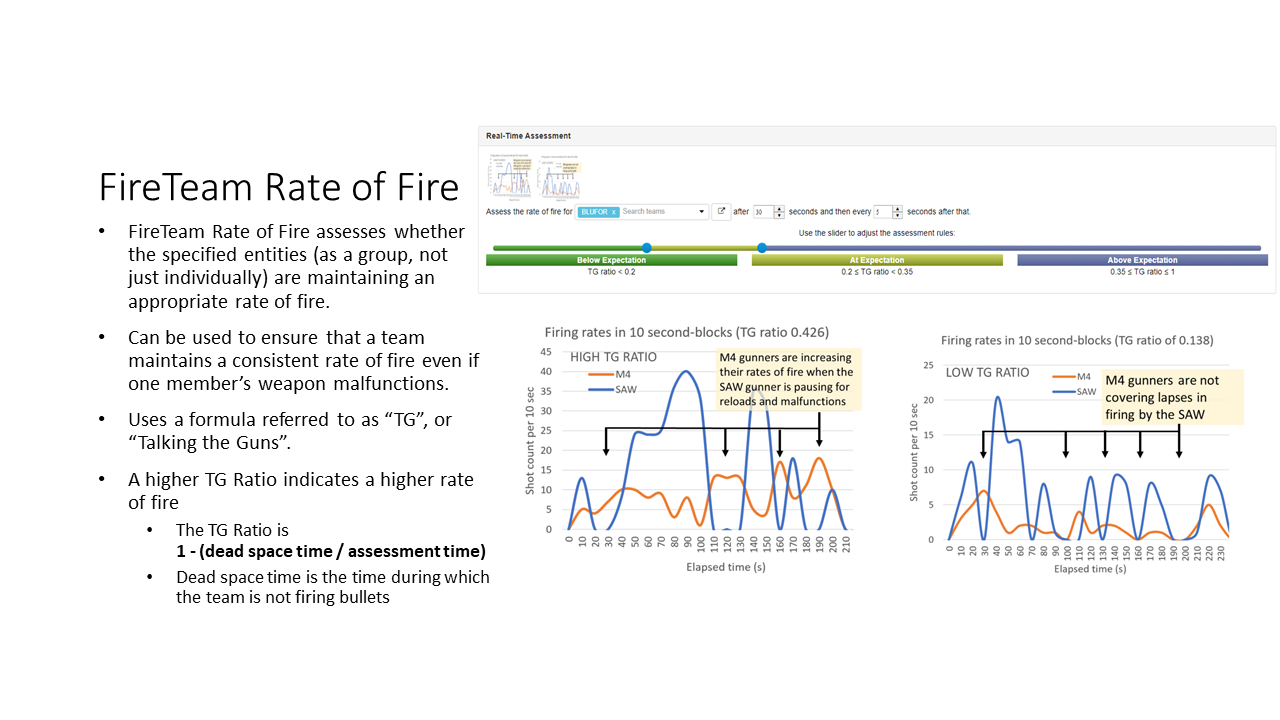 FireTeam Rate of Fire
• FireTeam Rate of Fire assesses whether
the specified entities (as a group, not
just individually) are maintaining an
appropriate rate of fire.
• Can be used to ensure that a team
maintains a consistent rate of fire even if
one member’s weapon malfunctions.
• Uses a formula referred to as “TG”, or
“Talking the Guns”.
• A higher TG Ratio indicates a higher rate
of fire
• The TG Ratio is
1 - (dead space time / assessment time)
• Dead space time is the time during which
the team is not firing bullets
Real-Time Assessment
Assess the rate of fire for BLUFOR x Search teams after 30 seconds and then every 5 seconds after that.
Use the slider to adjust the assessment rules:
Below Expectation At Expectation Above Expectation
TG ratio < 0.2 0.2 ≤ TG ratio < 0.35 0.35 ≤ TG ratio ≤ 1
Firing rates in 10 second-blocks (TG ratio 0.426)
HIGH TG RATIO
M4
SAW
M4 gunners are increasing
their rates of fire when the
SAW gunner is pausing for
reloads and malfunctions
Shot count per 10 sec
45
40
35
30
25
20
15
10
5
0
0 10 20 30 40 50 60 70 80 90 100 110 120 130 140 150 160 170 180 190 200 210
Elapsed time (s)
Firing rates in 10 second-blocks (TG ratio of 0.138)
LOW TG RATIO
M4
SAW
M4 gunners are not
covering lapses in
firing by the SAW
Shot count per 10 sec
25
20
15
10
5
0
0 10 20 30 40 50 60 70 80 90 100 110 120 130 140 150 160 170 180 190 200 210 220 230
Elapsed time (s)